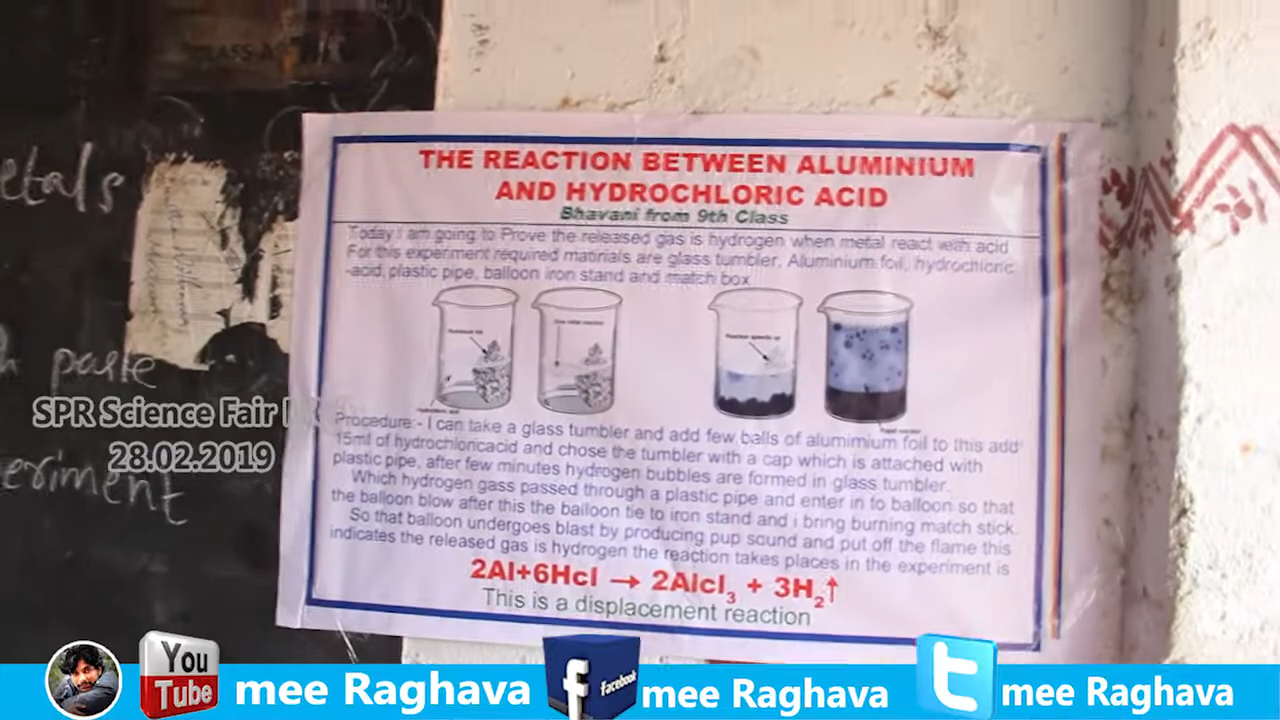 CLASS-A
etals
THE REACTION BETWEEN ALUMINIUM
AND HYDROCHLORIC ACID
Bhavani from 9th Class
Today I am going to Prove the released gas is hydrogen when metal react with acid
For this experiment required matirials are glass tumbler, Aluminium foil, hydrochloric
-acid, plastic pipe, balloon iron stand and match box
paste
SPR Science Fair
28.02.2019
eriment
Procedure:- I can take a glass tumbler and add few balls of alumimium foil to this add
15ml of hydrochloricacid and chose the tumbler with a cap which is attached with
plastic pipe, after few minutes hydrogen bubbles are formed in glass tumbler.
Which hydrogen gass passed through a plastic pipe and enter in to balloon so that
the balloon blow after this the balloon tie to iron stand and i bring burning match stick.
So that balloon undergoes blast by producing pup sound and put off the flame this
indicates the released gas is hydrogen the reaction takes places in the experiment is
2Al+6Hcl → 2Alcl₃ + 3H₂↑
This is a displacement reaction
You
Tube
mee Raghava
f
Facebook
mee Raghava
t
mee Raghava